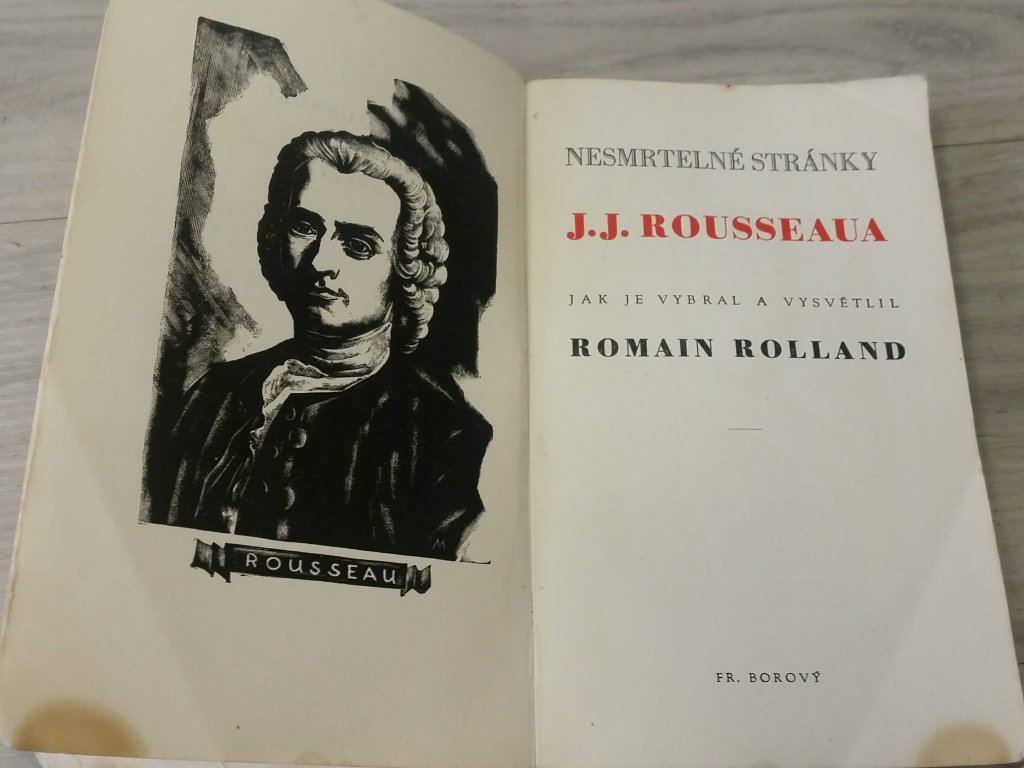 ROUSSEAU
M
NESMRTELNÉ STRÁNKY
J. J. ROUSSEAUA
JAK JE VYBRAL A VYSVĚTLIL
ROMAIN ROLLAND
FR. BOROVÝ